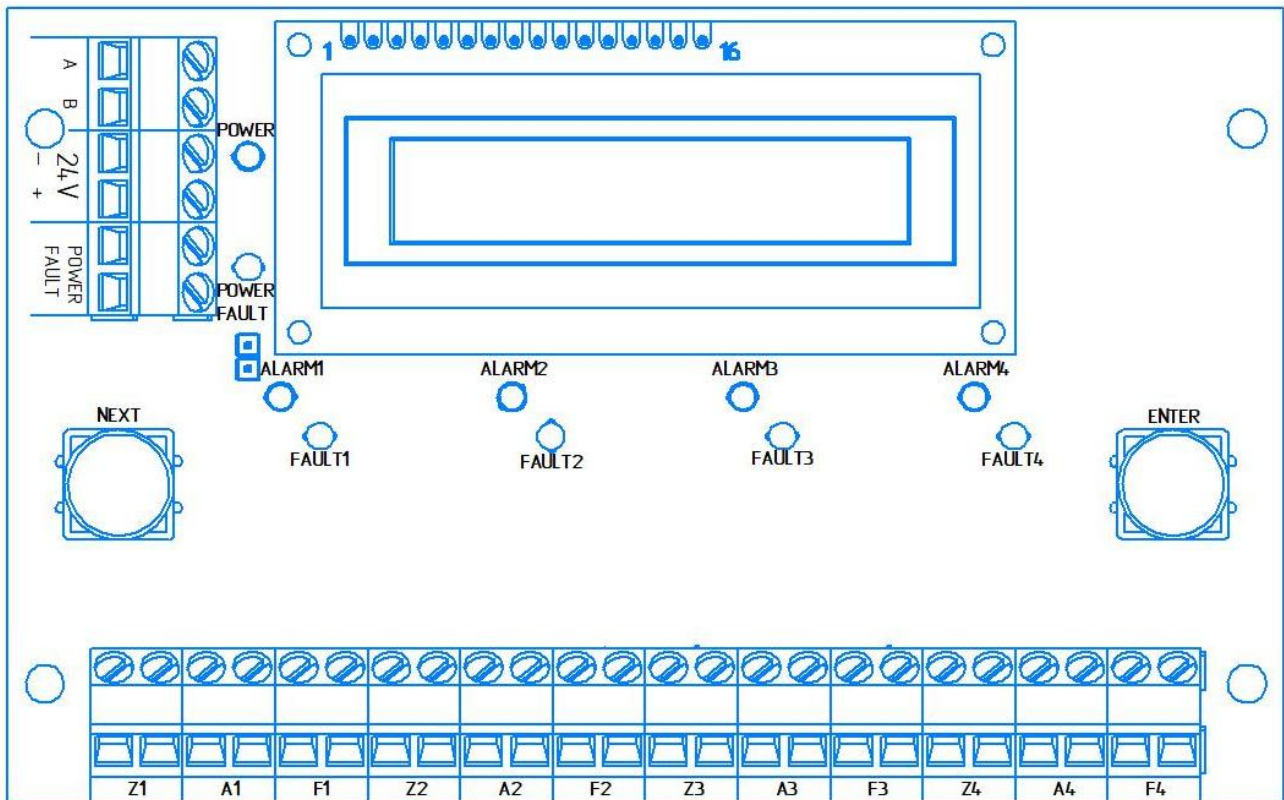 1 16
A
B
24V
- +
POWER
FAULT
POWER
POWER
FAULT
ALARM1 ALARM2 ALARM3 ALARM4
NEXT
ENTER
FAULT1 FAULT2 FAULT3 FAULT4
Z1 A1 F1 Z2 A2 F2 Z3 A3 F3 Z4 A4 F4